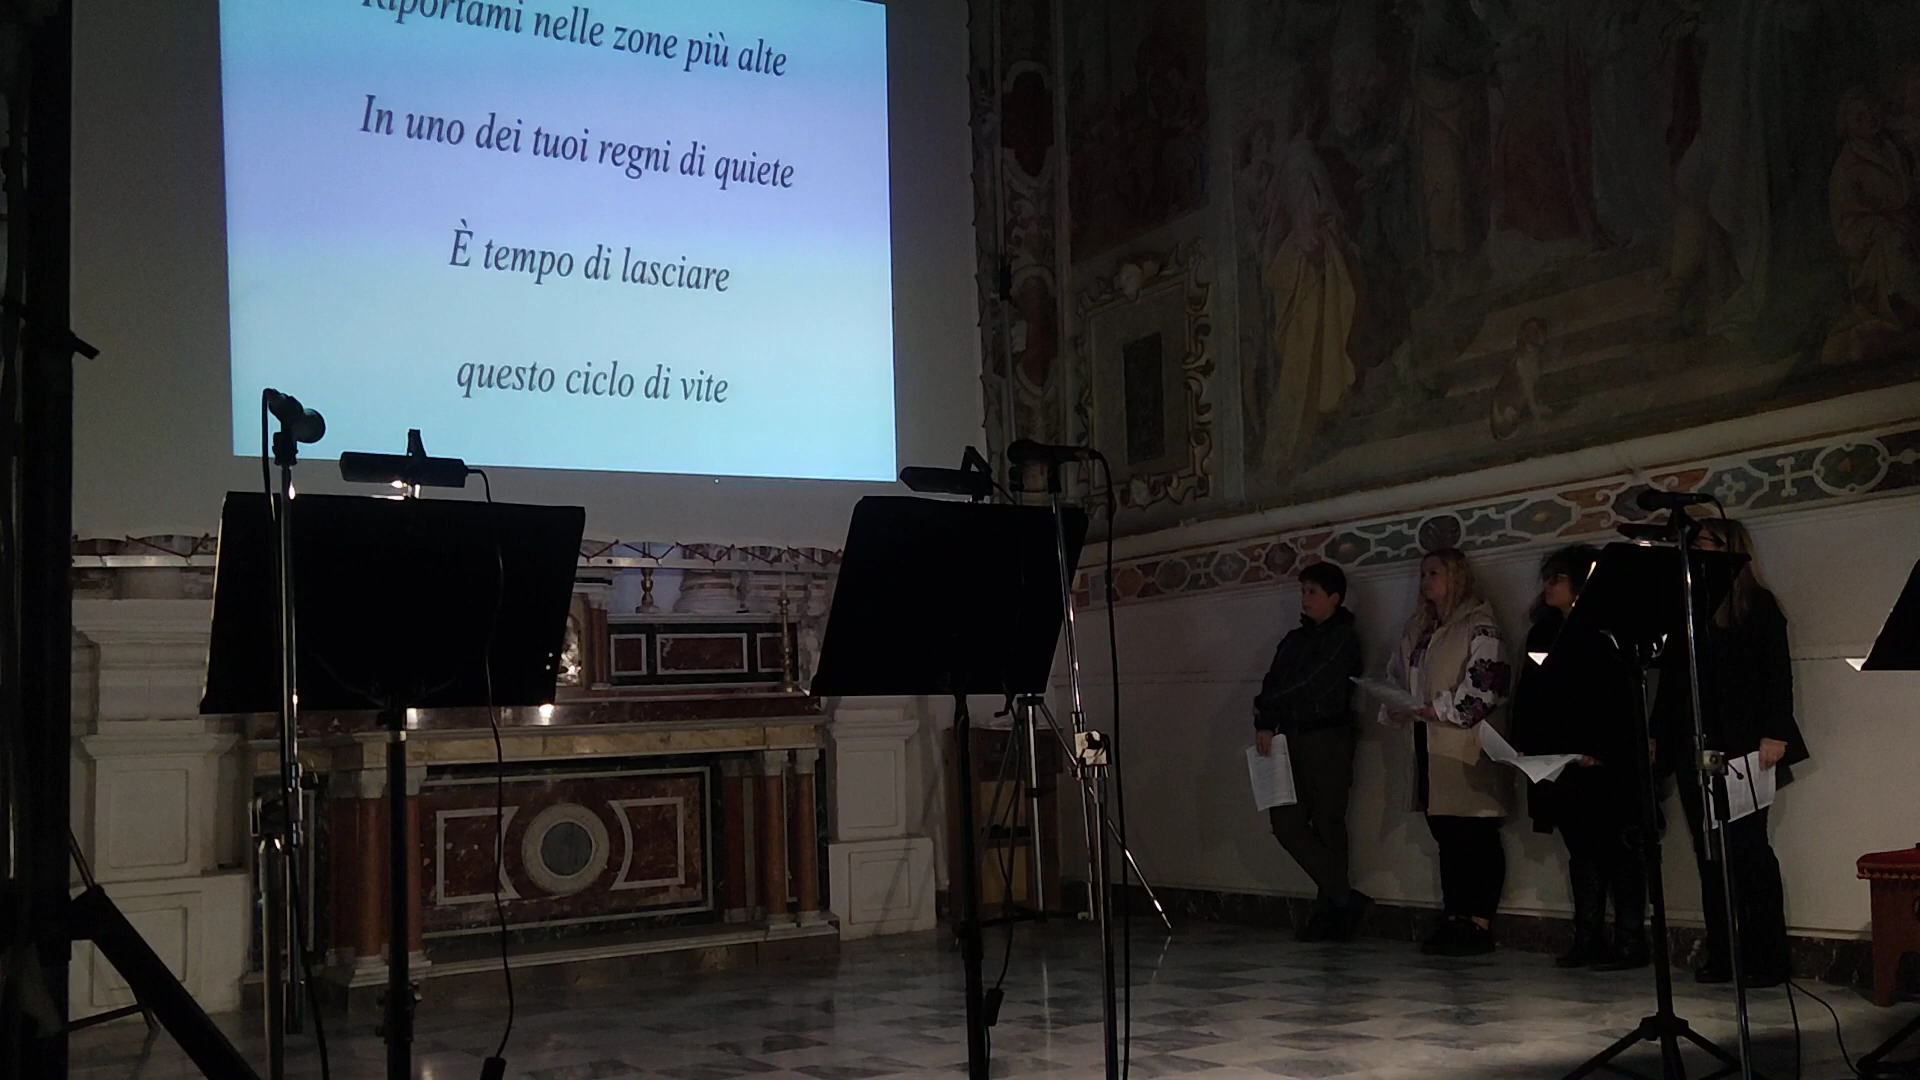 Riportami nelle zone più alte
In uno dei tuoi regni di quiete
È tempo di lasciare
questo ciclo di vite